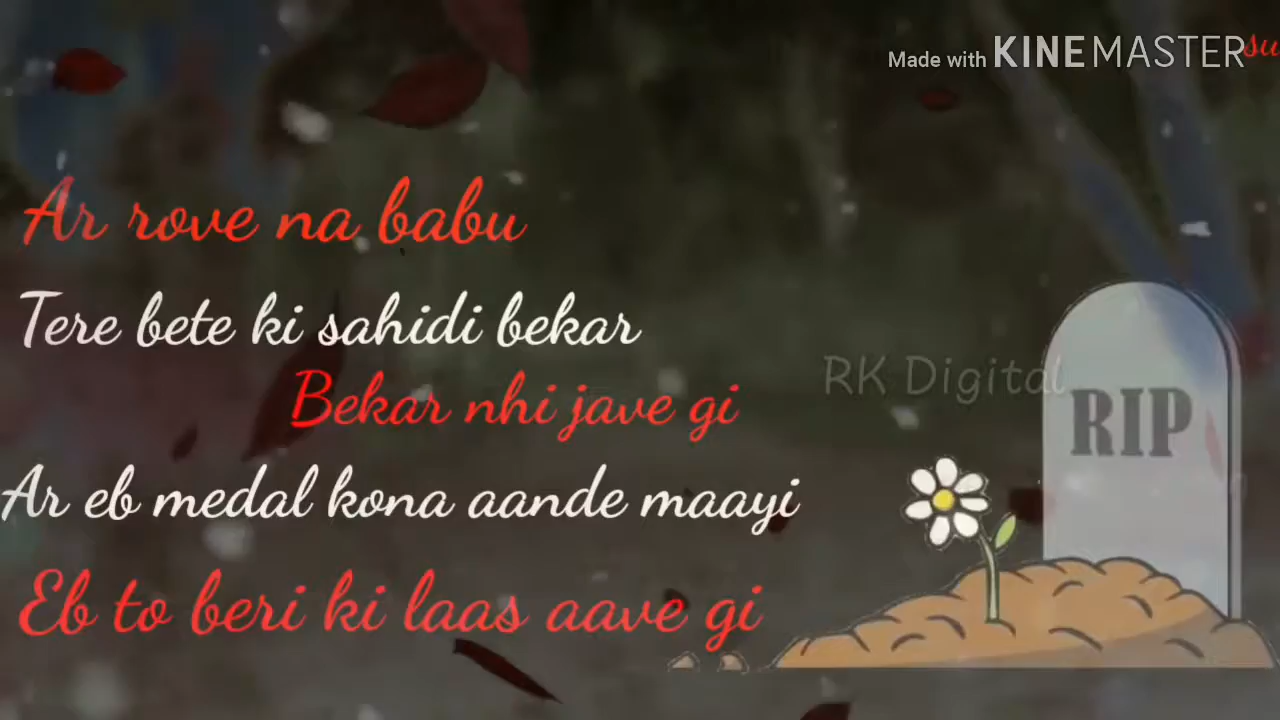 Made with KINEMASTER
su
Ar rove na babu
Tere bete ki sahidi bekar
Bekar nhi jave gi
RK Digital
RIP
Ar eb medal kona aande maayi
Eb to beri ki laas aave gi